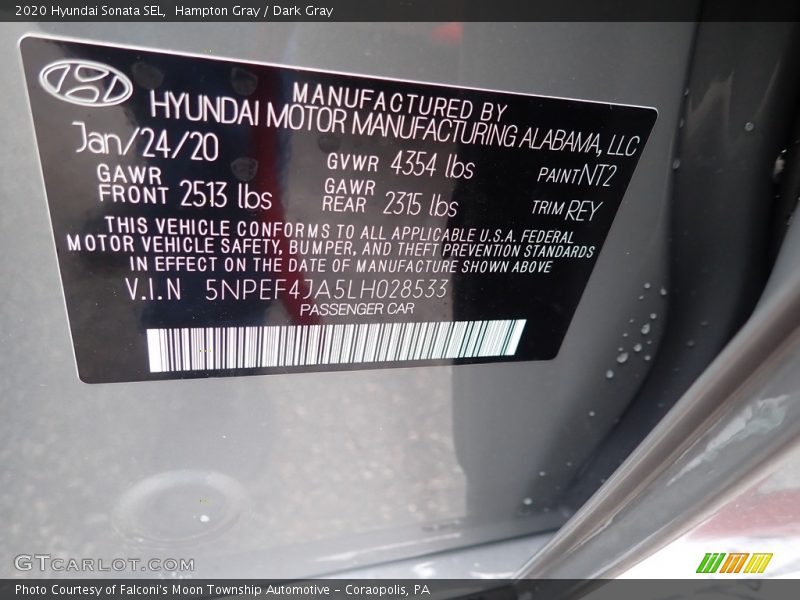 2020 Hyundai Sonata SEL, Hampton Gray / Dark Gray
MANUFACTURED BY
HYUNDAI MOTOR MANUFACTURING ALABAMA, LLC
Jan/24/20
GAWR FRONT 2513 lbs
GVWR 4354 lbs
GAWR REAR 2315 lbs
PAINT NT2
TRIM REY
THIS VEHICLE CONFORMS TO ALL APPLICABLE U.S.A. FEDERAL
MOTOR VEHICLE SAFETY, BUMPER, AND THEFT PREVENTION STANDARDS
IN EFFECT ON THE DATE OF MANUFACTURE SHOWN ABOVE
V.I.N 5NPEF4JA5LH028533
PASSENGER CAR
GTCARLOT.COM
Photo Courtesy of Falconi's Moon Township Automotive – Coraopolis, PA